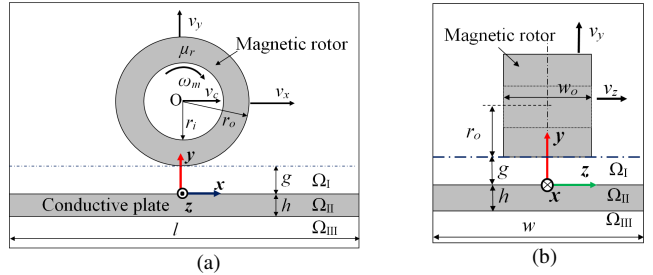 v_y
Magnetic rotor
μ_r
ω_m
O v_c v_x
r_i r_o
y
g Ω_I
x
Conductive plate z h Ω_II
l Ω_III
(a)
v_y
Magnetic rotor
w_o
v_z
r_o
y
g z Ω_I
h x Ω_II
w Ω_III
(b)